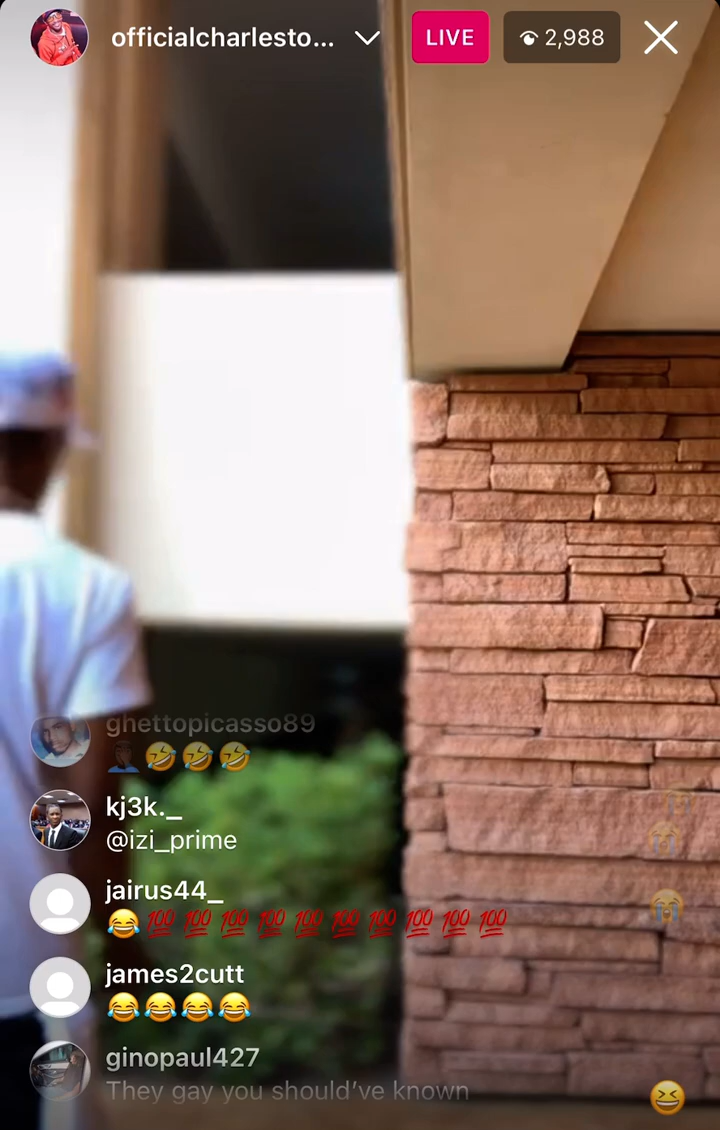 officialcharlesto...
LIVE
2,988
ghettopicasso89
🤦🏿‍♂️🤣🤣🤣
kj3k._
@izi_prime
jairus44_
😂💯💯💯💯💯💯💯💯💯💯
james2cutt
😂😂😂😂
ginopaul427
They gay you should’ve known